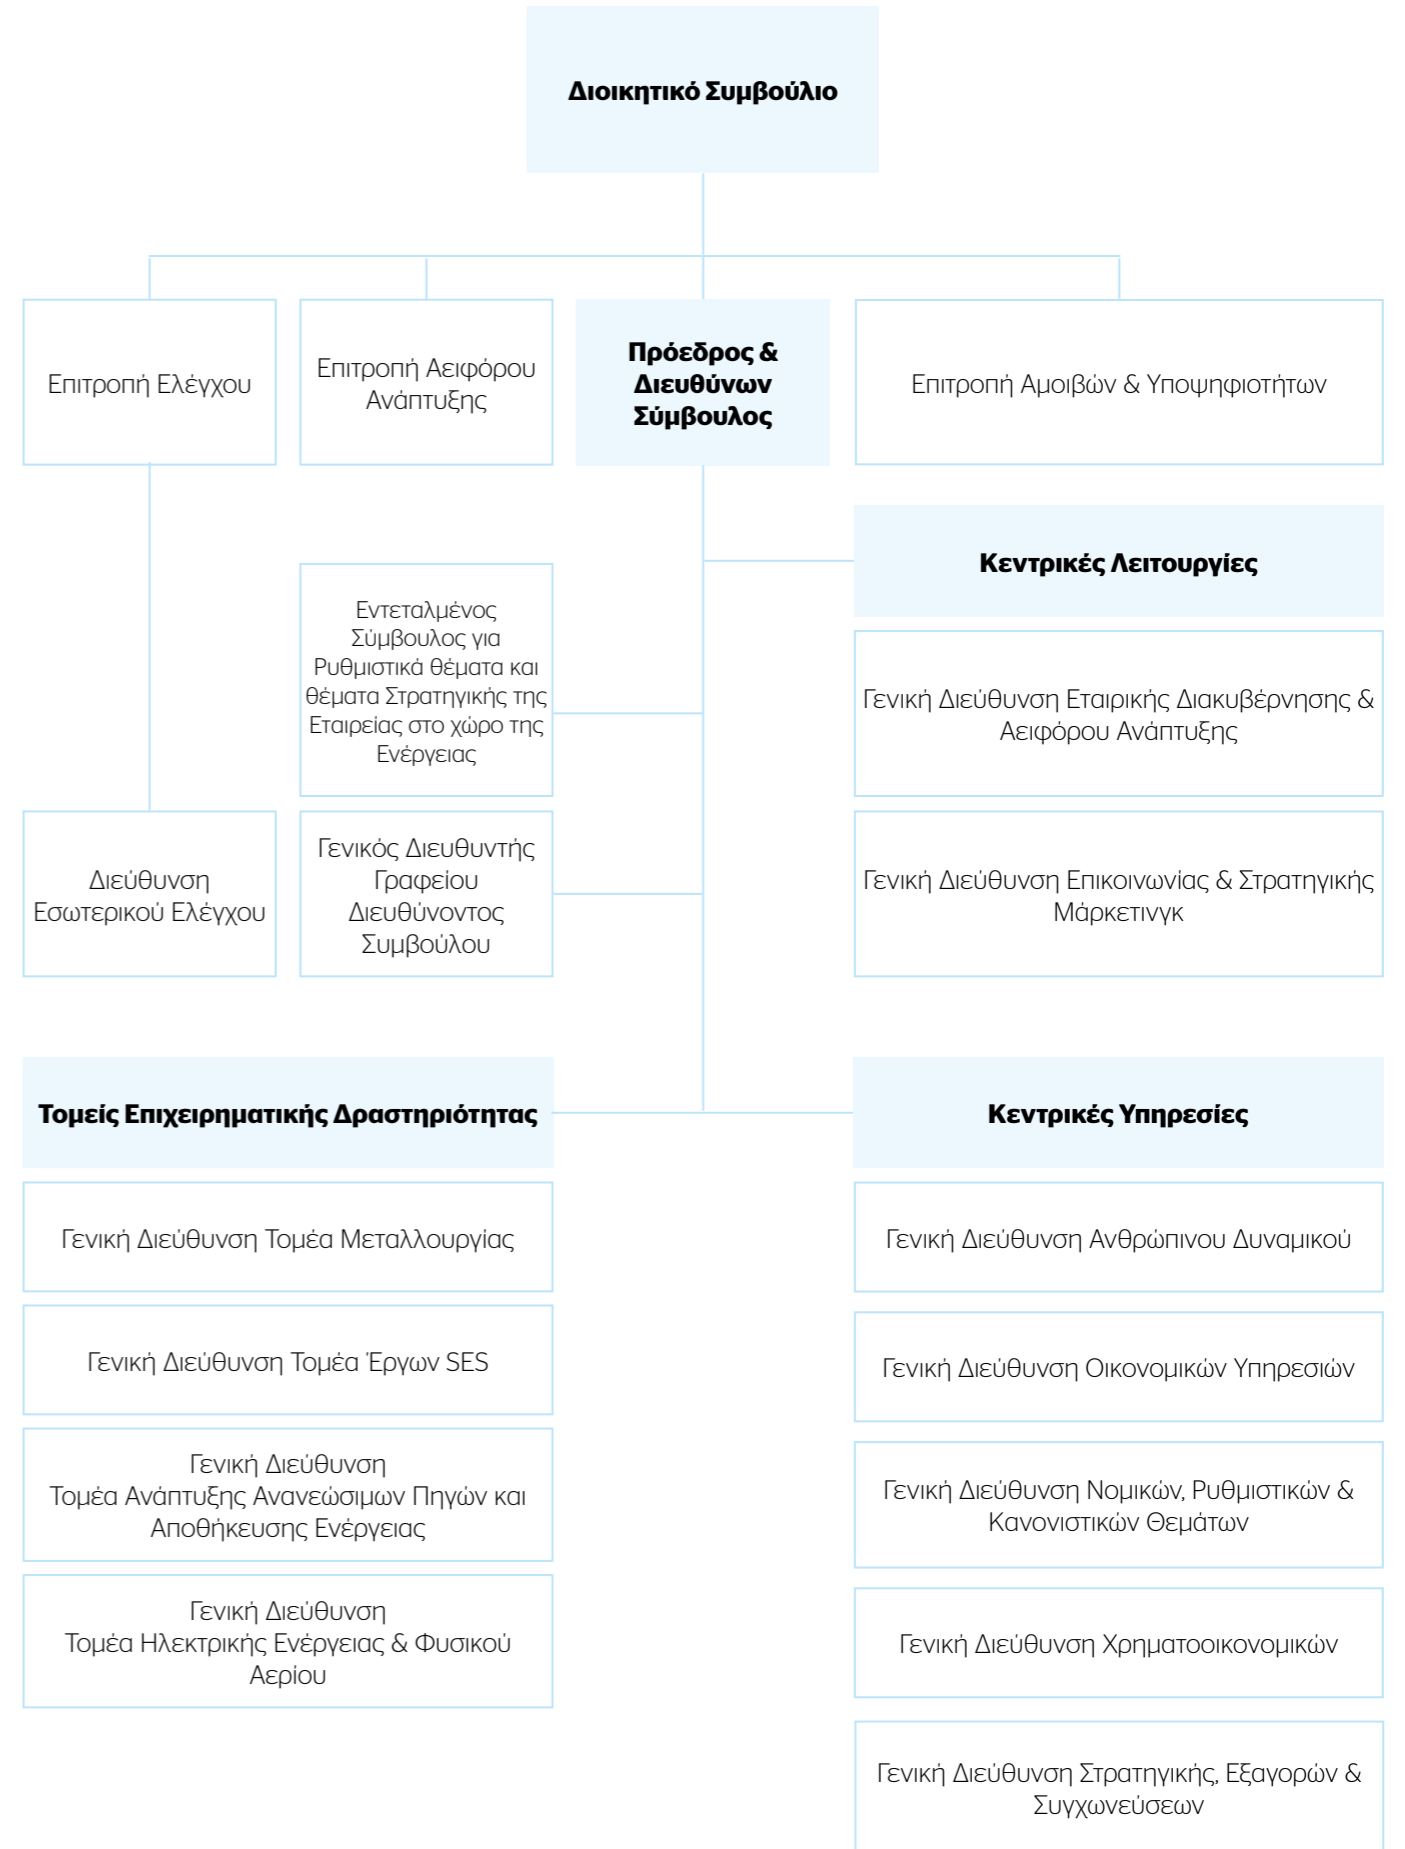 Διοικητικό Συμβούλιο
Επιτροπή Ελέγχου
Επιτροπή Αειφόρου
Ανάπτυξης
Πρόεδρος &
Διευθύνων
Σύμβουλος
Επιτροπή Αμοιβών & Υποψηφιοτήτων
Κεντρικές Λειτουργίες
Εντεταλμένος
Σύμβουλος για
Ρυθμιστικά θέματα και
θέματα Στρατηγικής της
Εταιρείας στο χώρο της
Ενέργειας
Γενική Διεύθυνση Εταιρικής Διακυβέρνησης &
Αειφόρου Ανάπτυξης
Διεύθυνση
Εσωτερικού Ελέγχου
Γενικός Διευθυντής
Γραφείου
Διευθύνοντος
Συμβούλου
Γενική Διεύθυνση Επικοινωνίας & Στρατηγικής
Μάρκετινγκ
Τομείς Επιχειρηματικής Δραστηριότητας
Γενική Διεύθυνση Τομέα Μεταλλουργίας
Γενική Διεύθυνση Τομέα Έργων SES
Γενική Διεύθυνση
Τομέα Ανάπτυξης Ανανεώσιμων Πηγών και
Αποθήκευσης Ενέργειας
Γενική Διεύθυνση
Τομέα Ηλεκτρικής Ενέργειας & Φυσικού
Αερίου
Κεντρικές Υπηρεσίες
Γενική Διεύθυνση Ανθρώπινου Δυναμικού
Γενική Διεύθυνση Οικονομικών Υπηρεσιών
Γενική Διεύθυνση Νομικών, Ρυθμιστικών &
Κανονιστικών Θεμάτων
Γενική Διεύθυνση Χρηματοοικονομικών
Γενική Διεύθυνση Στρατηγικής, Εξαγορών &
Συγχωνεύσεων